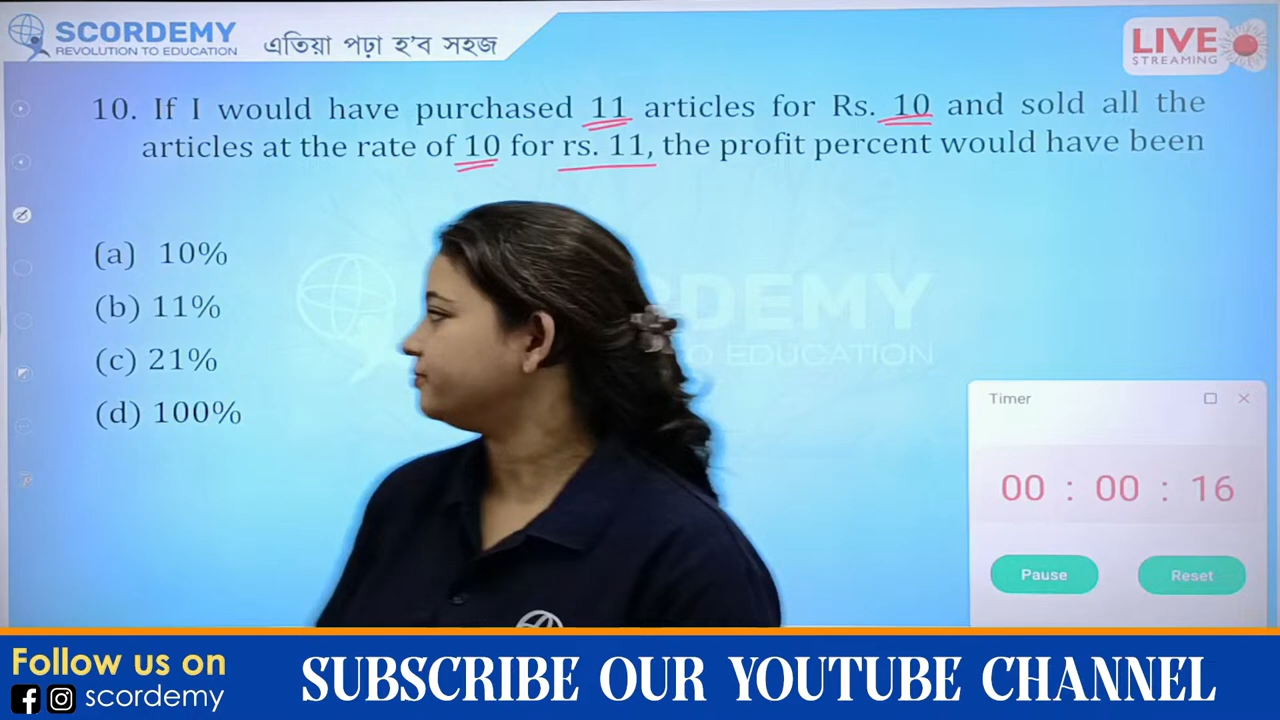 SCORDEMY
REVOLUTION TO EDUCATION
এতিয়া পঢ়া হ'ব সহজ
LIVE
STREAMING
10. If I would have purchased 11 articles for Rs. 10 and sold all the
articles at the rate of 10 for rs. 11, the profit percent would have been
(a) 10%
(b) 11%
(c) 21%
(d) 100%
DEMY
O EDUCATION
Timer
00 : 00 : 16
Pause
Reset
Follow us on
scordemy
SUBSCRIBE OUR YOUTUBE CHANNEL